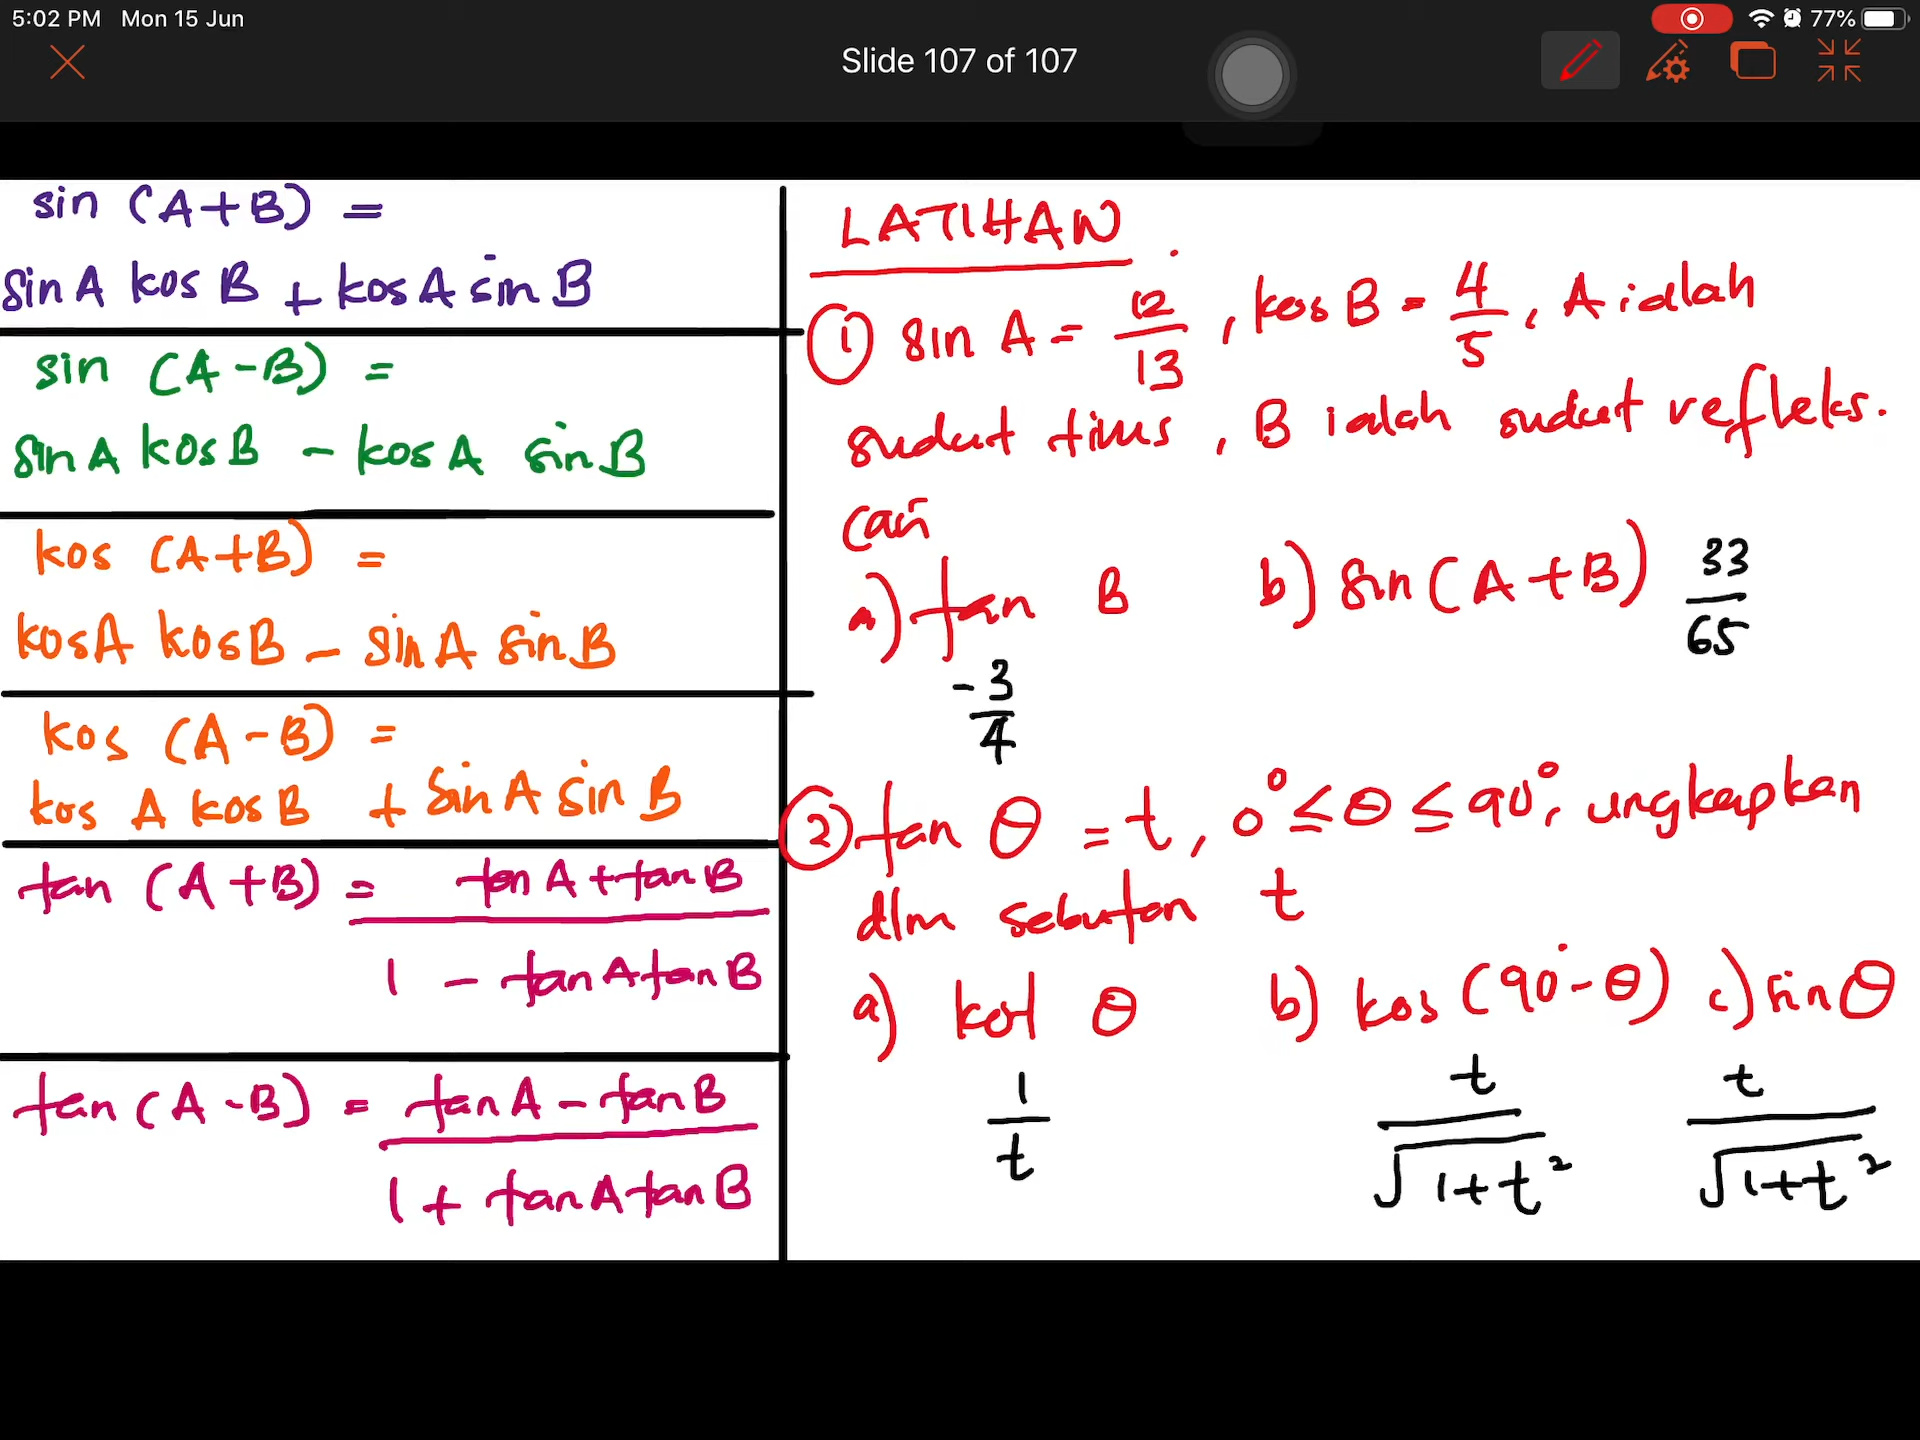 5:02 PM Mon 15 Jun
77%
Slide 107 of 107
sin (A+B) =
sin A kos B + kos A sin B
sin (A-B) =
sin A kos B - kos A sin B
kos (A+B) =
kos A kos B - sin A sin B
kos (A-B) =
kos A kos B + sin A sin B
tan (A+B) = tan A + tan B
1 - tan A tan B
tan (A-B) = tan A - tan B
1 + tan A tan B
LATIHAN
① sin A = 12/13, kos B = 4/5, A ialah
sudut tirus, B ialah sudut refleks.
cari
a) tan B b) sin (A+B) 33/65
-3/4
② tan θ = t, 0° ≤ θ ≤ 90°, ungkapkan
dlm sebutan t
a) kot θ b) kos (90°-θ) c) sin θ
1/t t/√1+t² t/√1+t²